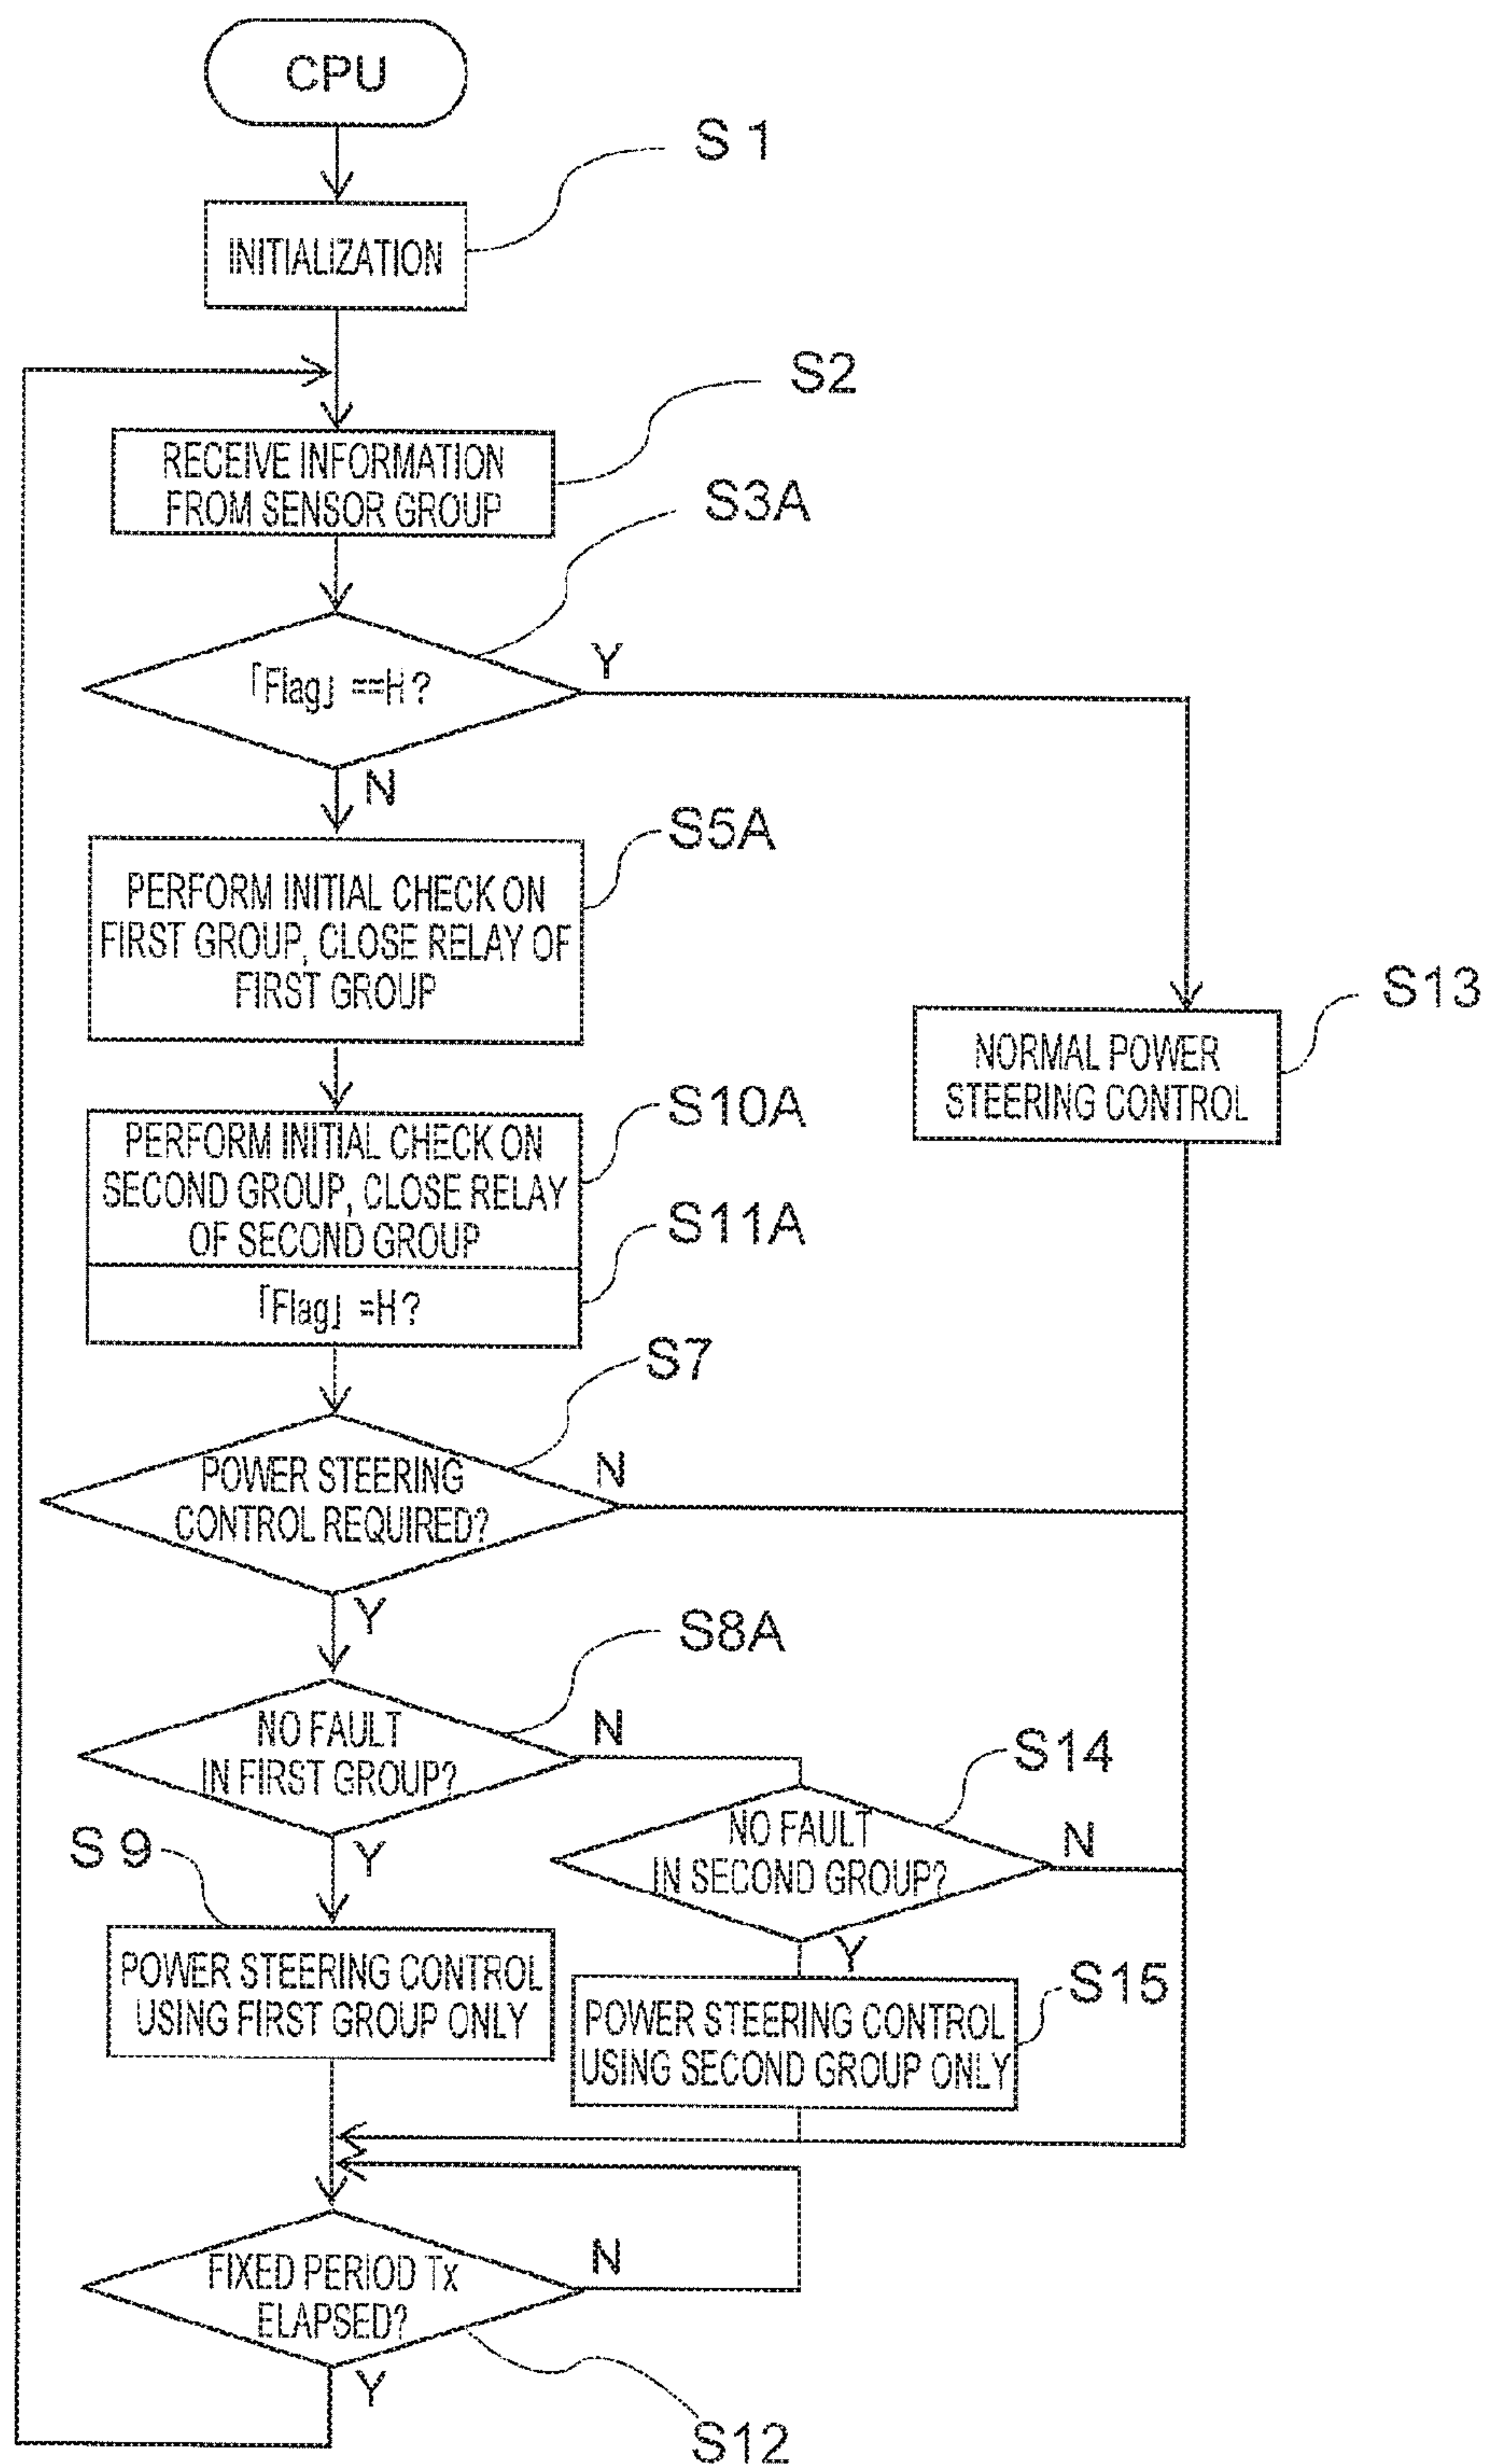 CPU
S 1
INITIALIZATION
S2
RECEIVE INFORMATION
FROM SENSOR GROUP
S3A
「Flag」 ==H?
Y
N
S5A
PERFORM INITIAL CHECK ON
FIRST GROUP, CLOSE RELAY OF
FIRST GROUP
S13
NORMAL POWER
STEERING CONTROL
S10A
PERFORM INITIAL CHECK ON
SECOND GROUP, CLOSE RELAY
OF SECOND GROUP
S11A
「Flag」 =H?
S7
POWER STEERING
CONTROL REQUIRED?
N
Y
S8A
NO FAULT
IN FIRST GROUP?
N
Y
S14
NO FAULT
IN SECOND GROUP?
N
Y
S 9
POWER STEERING CONTROL
USING FIRST GROUP ONLY
S15
POWER STEERING CONTROL
USING SECOND GROUP ONLY
FIXED PERIOD Tx
ELAPSED?
N
Y
S12